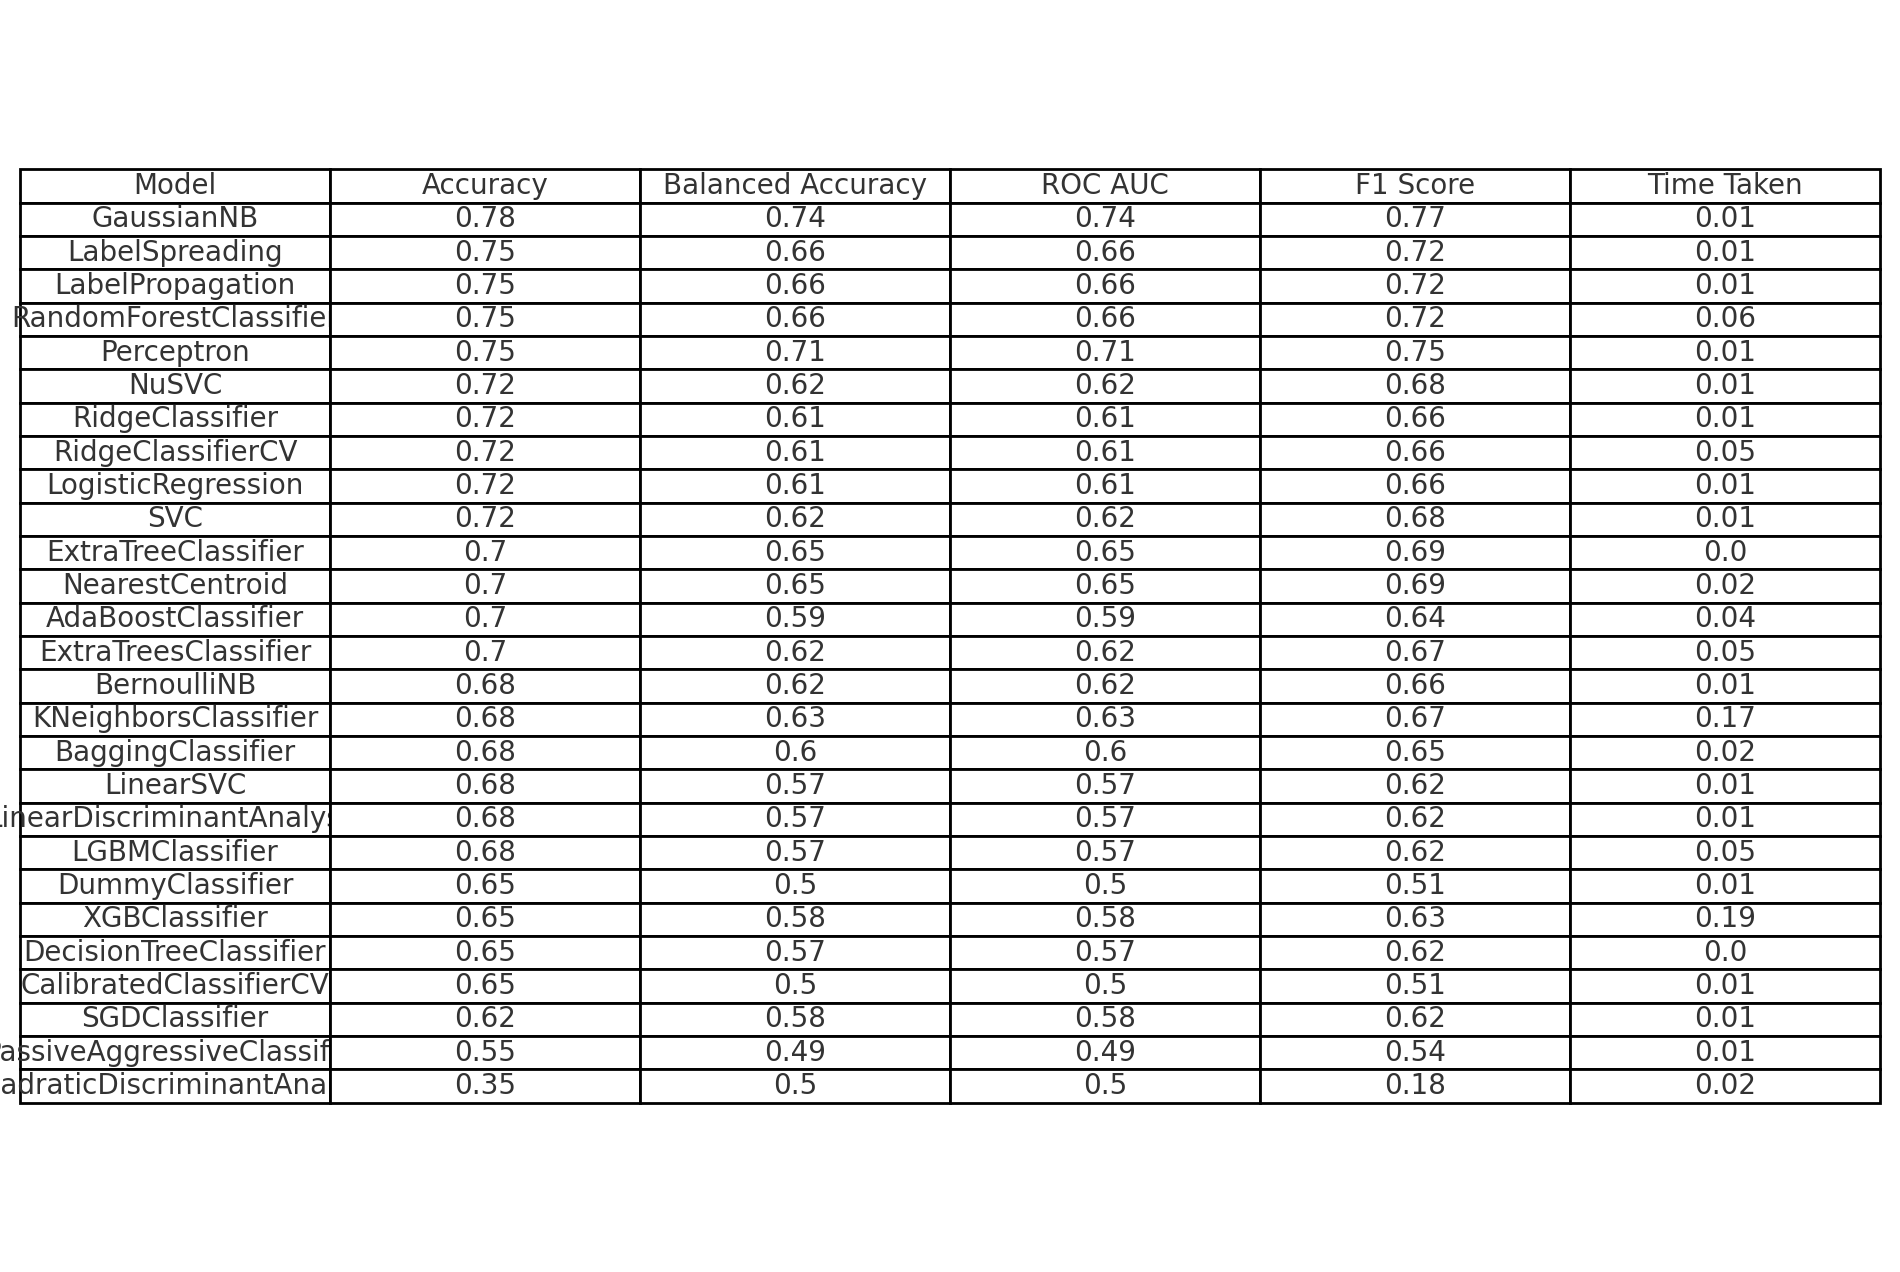 Model Accuracy Balanced Accuracy ROC AUC F1 Score Time Taken
GaussianNB 0.78 0.74 0.74 0.77 0.01
LabelSpreading 0.75 0.66 0.66 0.72 0.01
LabelPropagation 0.75 0.66 0.66 0.72 0.01
RandomForestClassifie 0.75 0.66 0.66 0.72 0.06
Perceptron 0.75 0.71 0.71 0.75 0.01
NuSVC 0.72 0.62 0.62 0.68 0.01
RidgeClassifier 0.72 0.61 0.61 0.66 0.01
RidgeClassifierCV 0.72 0.61 0.61 0.66 0.05
LogisticRegression 0.72 0.61 0.61 0.66 0.01
SVC 0.72 0.62 0.62 0.68 0.01
ExtraTreeClassifier 0.7 0.65 0.65 0.69 0.0
NearestCentroid 0.7 0.65 0.65 0.69 0.02
AdaBoostClassifier 0.7 0.59 0.59 0.64 0.04
ExtraTreesClassifier 0.7 0.62 0.62 0.67 0.05
BernoulliNB 0.68 0.62 0.62 0.66 0.01
KNeighborsClassifier 0.68 0.63 0.63 0.67 0.17
BaggingClassifier 0.68 0.6 0.6 0.65 0.02
LinearSVC 0.68 0.57 0.57 0.62 0.01
inearDiscriminantAnalys 0.68 0.57 0.57 0.62 0.01
LGBMClassifier 0.68 0.57 0.57 0.62 0.05
DummyClassifier 0.65 0.5 0.5 0.51 0.01
XGBClassifier 0.65 0.58 0.58 0.63 0.19
DecisionTreeClassifier 0.65 0.57 0.57 0.62 0.0
CalibratedClassifierCV 0.65 0.5 0.5 0.51 0.01
SGDClassifier 0.62 0.58 0.58 0.62 0.01
assiveAggressiveClassif 0.55 0.49 0.49 0.54 0.01
adraticDiscriminantAna 0.35 0.5 0.5 0.18 0.02